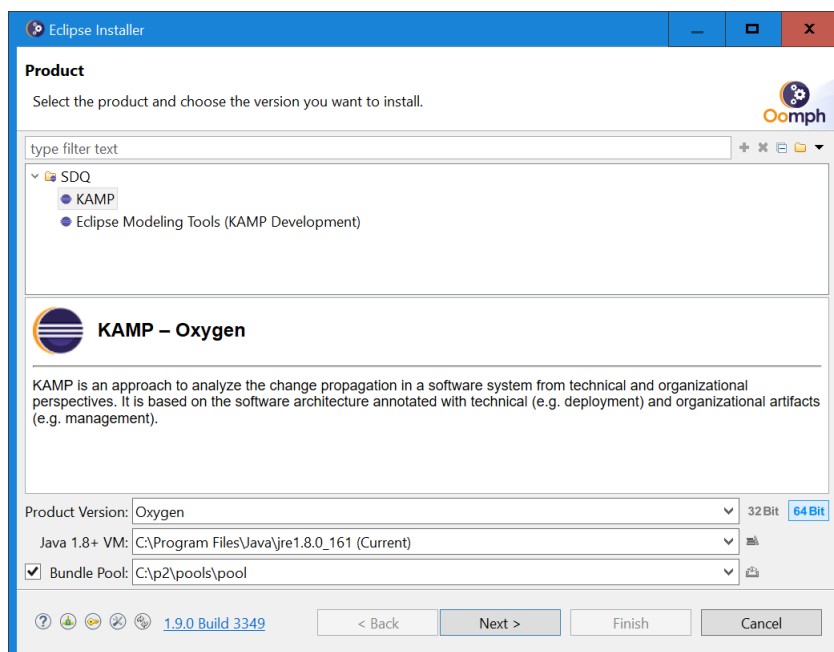 Eclipse Installer
Product
Select the product and choose the version you want to install.
Oomph
type filter text
SDQ
KAMP
Eclipse Modeling Tools (KAMP Development)
KAMP – Oxygen
KAMP is an approach to analyze the change propagation in a software system from technical and organizational
perspectives. It is based on the software architecture annotated with technical (e.g. deployment) and organizational artifacts
(e.g. management).
Product Version: Oxygen 32 Bit 64 Bit
Java 1.8+ VM: C:\Program Files\Java\jre1.8.0_161 (Current)
Bundle Pool: C:\p2\pools\pool
1.9.0 Build 3349 < Back Next > Finish Cancel